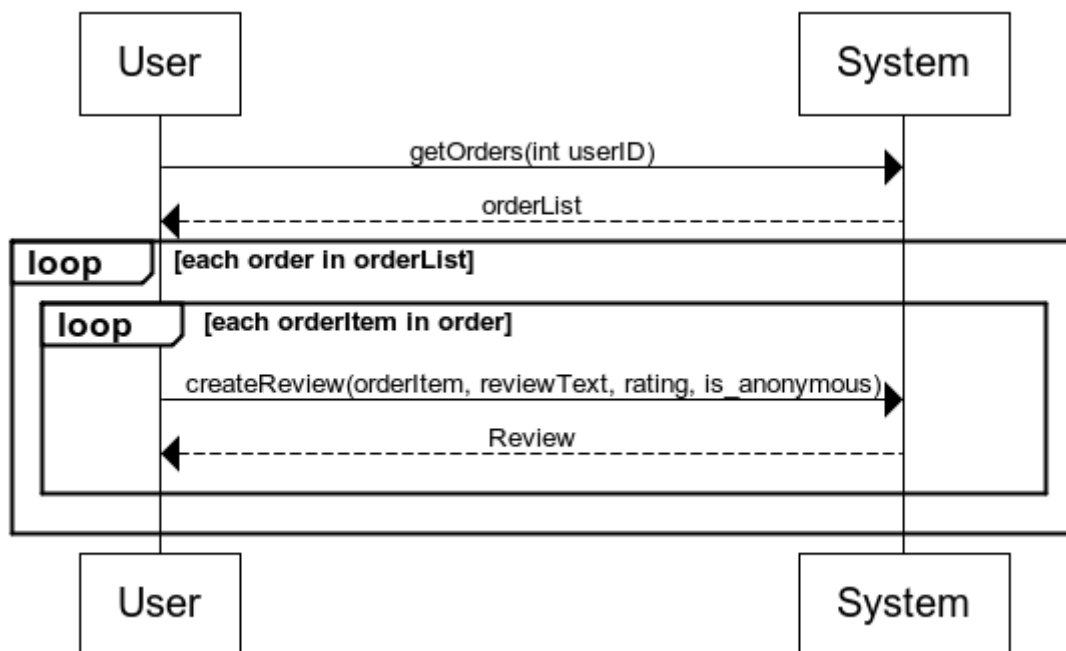 User System
getOrders(int userID)
orderList
loop [each order in orderList]
loop [each orderItem in order]
createReview(orderItem, reviewText, rating, is_anonymous)
Review
User System